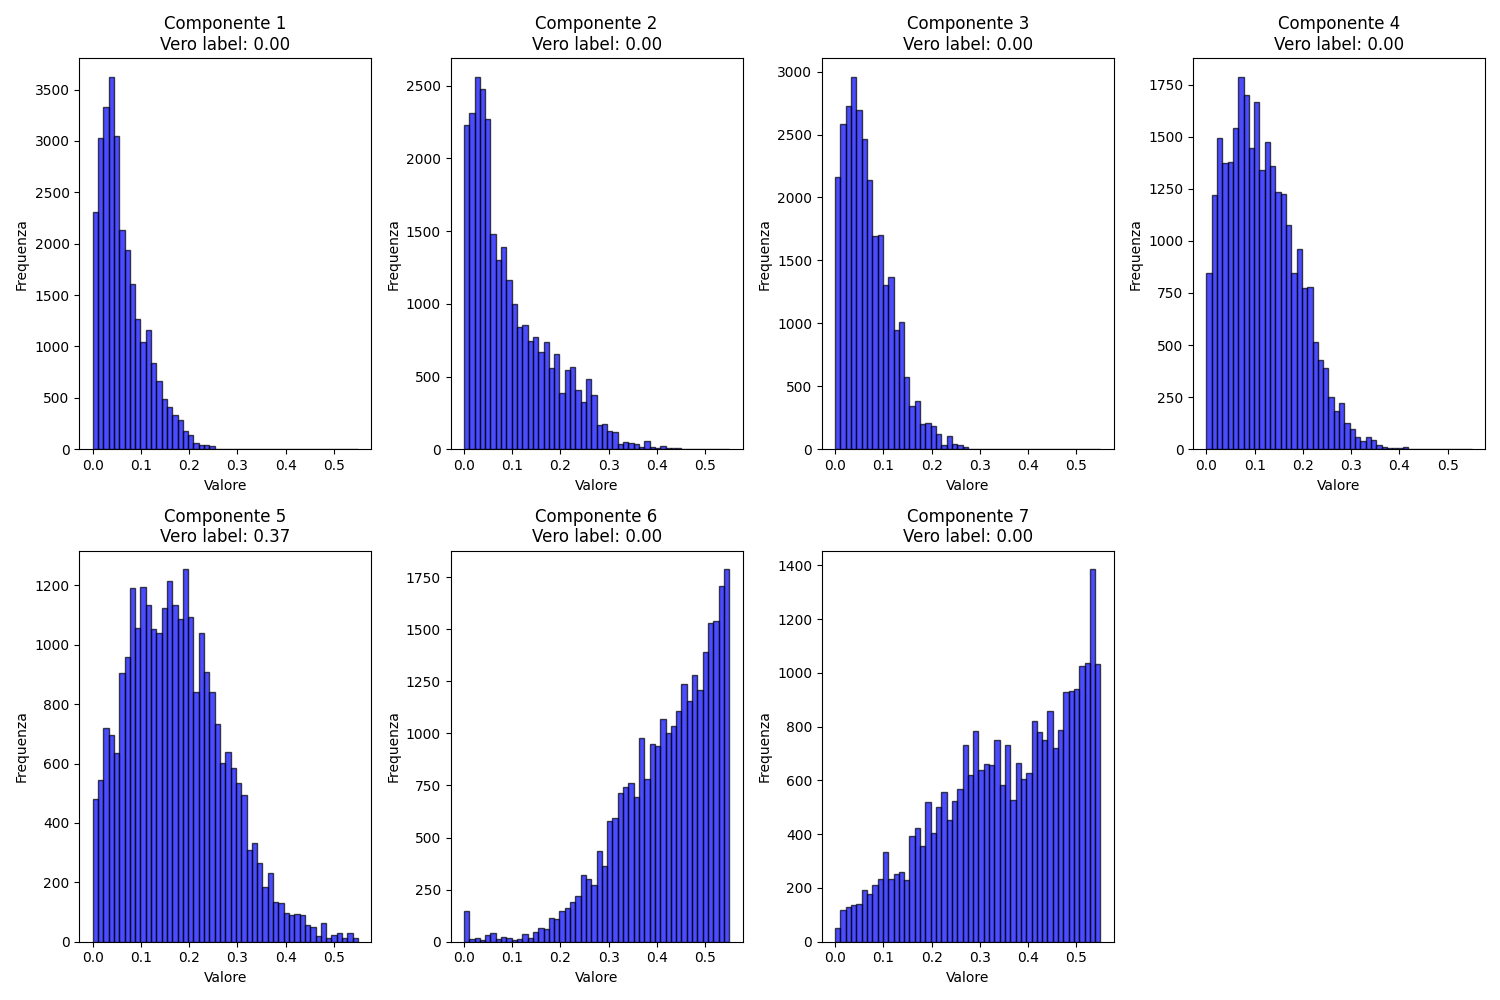 Componente 1
Vero label: 0.00
Componente 2
Vero label: 0.00
Componente 3
Vero label: 0.00
Componente 4
Vero label: 0.00
Frequenza
3500
3000
2500
2000
1500
1000
500
0
0.0 0.1 0.2 0.3 0.4 0.5
Valore
Frequenza
2500
2000
1500
1000
500
0
0.0 0.1 0.2 0.3 0.4 0.5
Valore
Frequenza
3000
2500
2000
1500
1000
500
0
0.0 0.1 0.2 0.3 0.4 0.5
Valore
Frequenza
1750
1500
1250
1000
750
500
250
0
0.0 0.1 0.2 0.3 0.4 0.5
Valore
Componente 5
Vero label: 0.37
Componente 6
Vero label: 0.00
Componente 7
Vero label: 0.00
Frequenza
1200
1000
800
600
400
200
0
0.0 0.1 0.2 0.3 0.4 0.5
Valore
Frequenza
1750
1500
1250
1000
750
500
250
0
0.0 0.1 0.2 0.3 0.4 0.5
Valore
Frequenza
1400
1200
1000
800
600
400
200
0
0.0 0.1 0.2 0.3 0.4 0.5
Valore